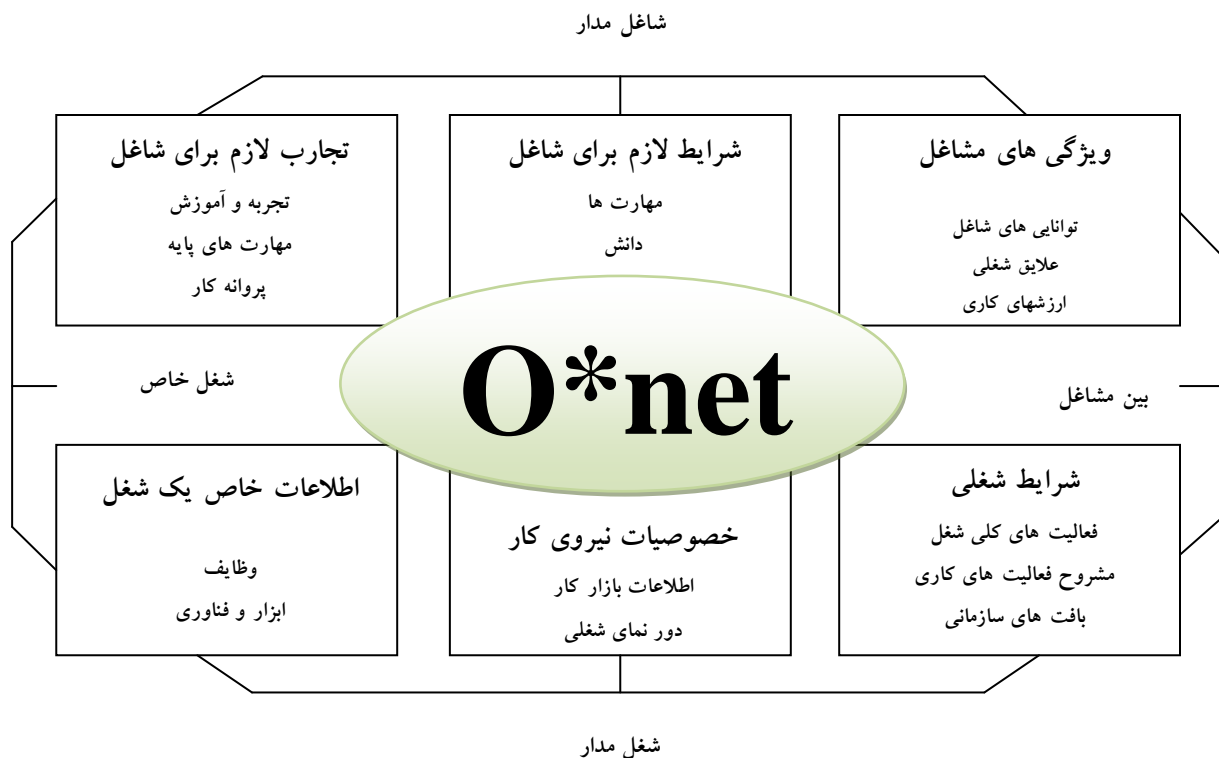 شاغل مدار
ویژگی های مشاغل
توانایی های شاغل
علایق شغلی
ارزشهای کاری
شرایط لازم برای شاغل
مهارت ها
دانش
تجارب لازم برای شاغل
تجربه و آموزش
مهارت های پایه
پروانه کار
بین مشاغل
O*net
شغل خاص
شرایط شغلی
فعالیت های کلی شغل
مشروح فعالیت های کاری
بافت های سازمانی
خصوصیات نیروی کار
اطلاعات بازار کار
دور نمای شغلی
اطلاعات خاص یک شغل
وظایف
ابزار و فناوری
شغل مدار